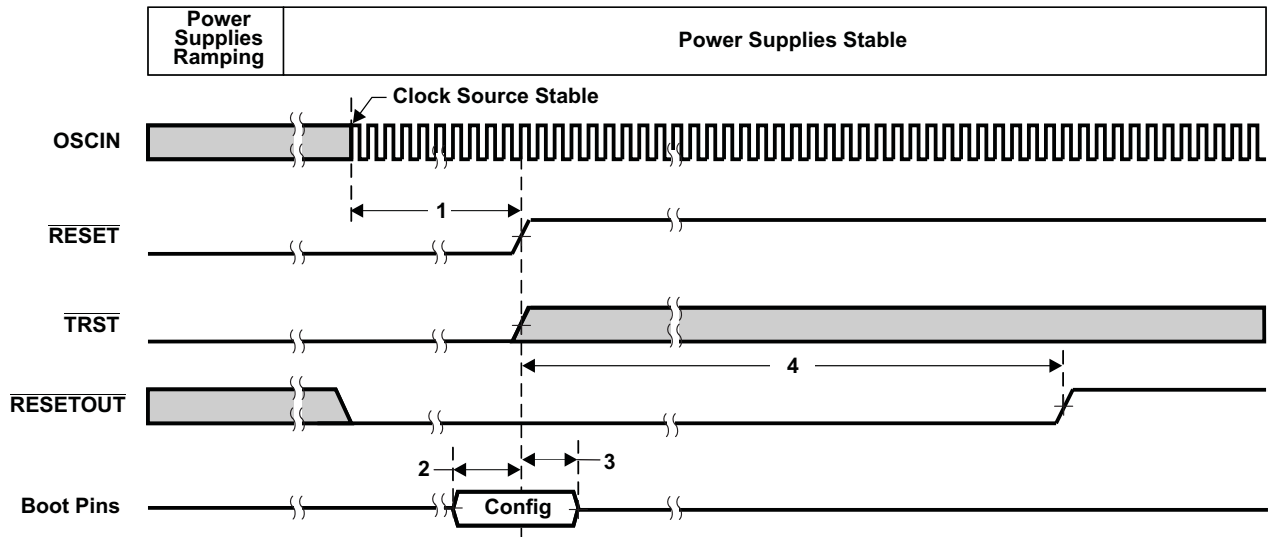 Power
Supplies
Ramping
Power Supplies Stable
Clock Source Stable
OSCIN
1
RESET
TRST
4
RESETOUT
2
3
Boot Pins
Config